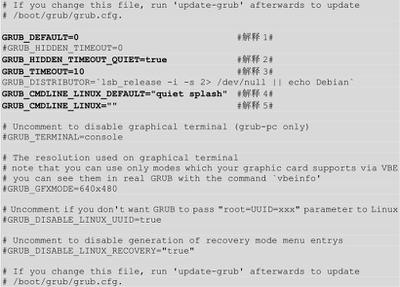 # If you change this file, run 'update-grub' afterwards to update
# /boot/grub/grub.cfg.
GRUB_DEFAULT=0 #解释 1#
#GRUB_HIDDEN_TIMEOUT=0
GRUB_HIDDEN_TIMEOUT_QUIET=true #解释 2#
GRUB_TIMEOUT=10 #解释 3#
GRUB_DISTRIBUTOR=`lsb_release -i -s 2> /dev/null || echo Debian`
GRUB_CMDLINE_LINUX_DEFAULT="quiet splash" #解释 4#
GRUB_CMDLINE_LINUX="" #解释 5#
# Uncomment to disable graphical terminal (grub-pc only)
#GRUB_TERMINAL=console
# The resolution used on graphical terminal
# note that you can use only modes which your graphic card supports via VBE
# you can see them in real GRUB with the command `vbeinfo'
#GRUB_GFXMODE=640x480
# Uncomment if you don't want GRUB to pass "root=UUID=xxx" parameter to Linux
#GRUB_DISABLE_LINUX_UUID=true
# Uncomment to disable generation of recovery mode menu entrys
#GRUB_DISABLE_LINUX_RECOVERY="true"
# If you change this file, run 'update-grub' afterwards to update
# /boot/grub/grub.cfg.